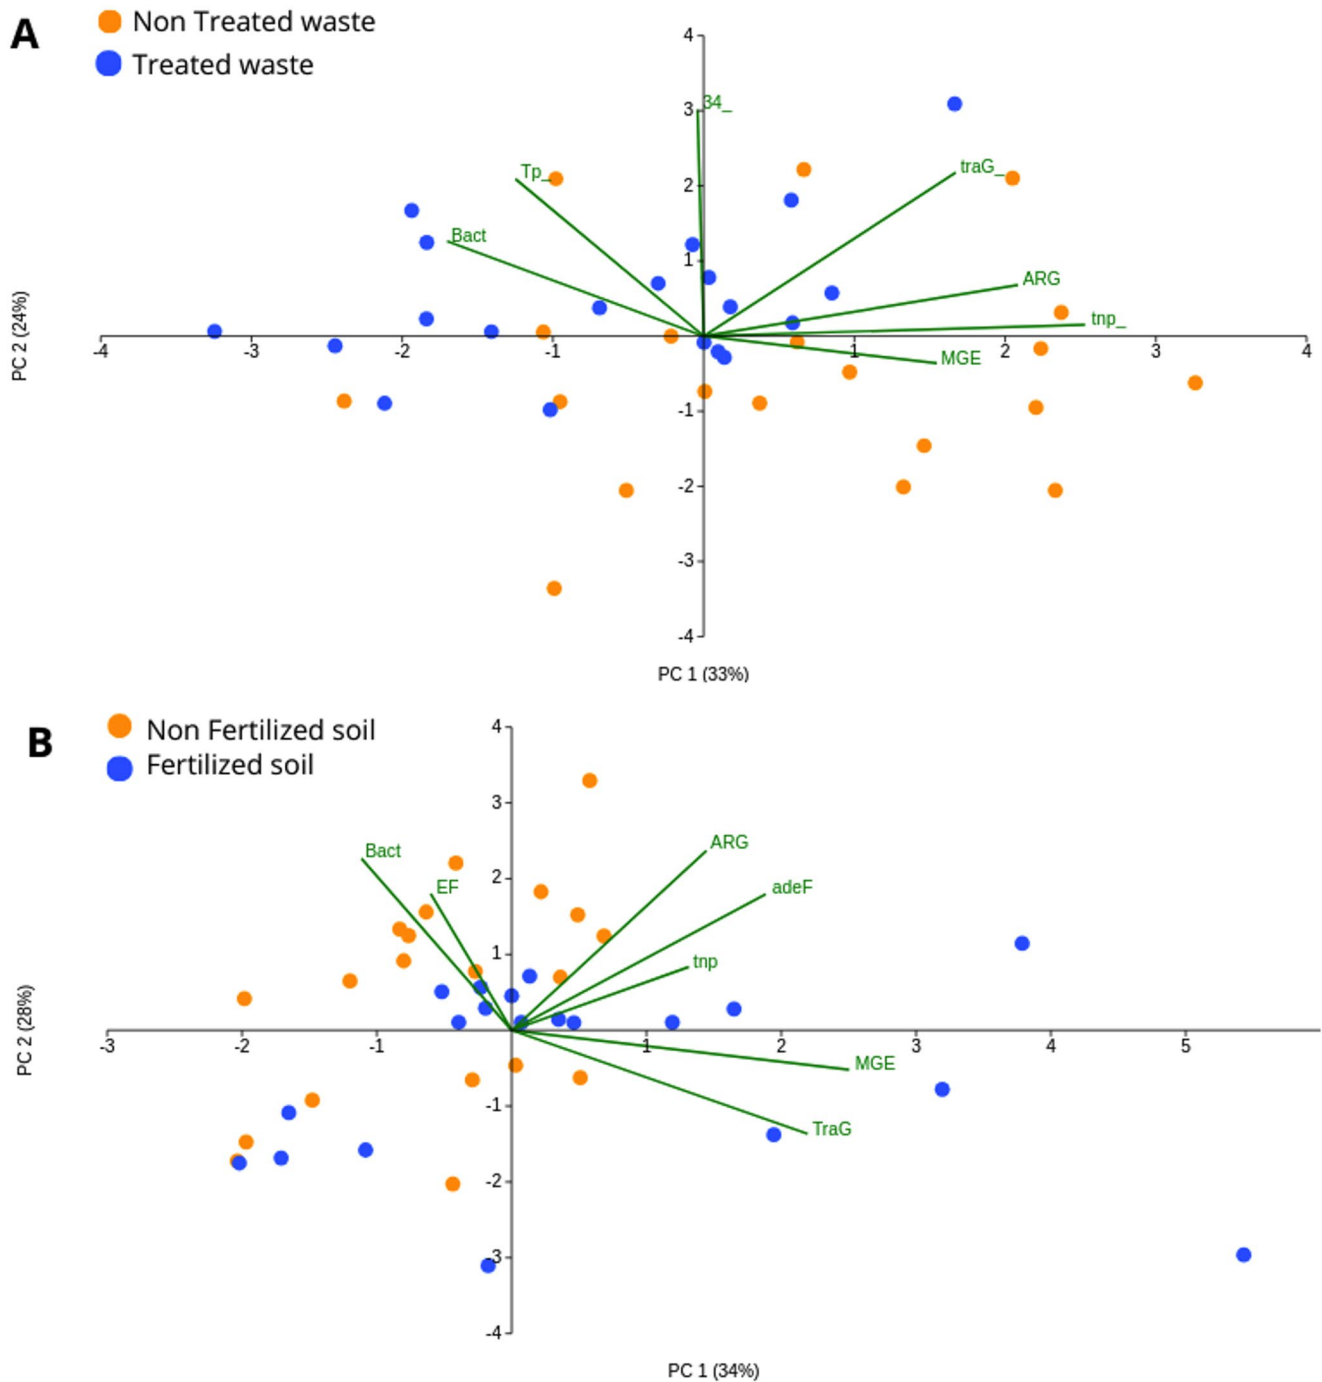 A
Non Treated waste
Treated waste
4
3
34_
traG_
Tp_
2
Bact
1
ARG
tnp_
MGE
-4
-3
-2
-1
1
2
3
4
-1
-2
-3
-4
PC 2 (24%)
PC 1 (33%)
B
Non Fertilized soil
Fertilized soil
4
3
ARG
Bact
2
EF
adeF
1
tnp
-3
-2
-1
1
2
3
4
5
MGE
-1
TraG
-2
-3
-4
PC 2 (28%)
PC 1 (34%)